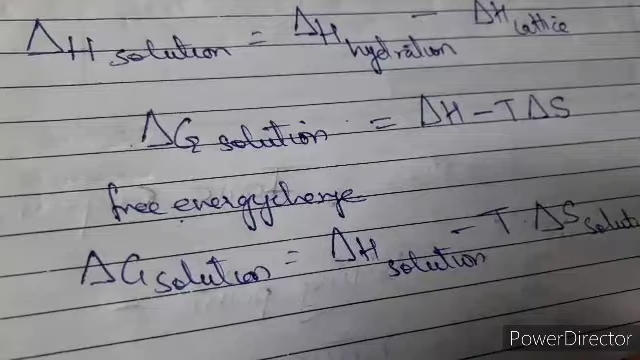 ΔH solution = ΔH hydration - ΔH Lattice
ΔG solution = ΔH - TΔS
free energy change
ΔG solution = ΔH solution - T. ΔS solut
PowerDirector